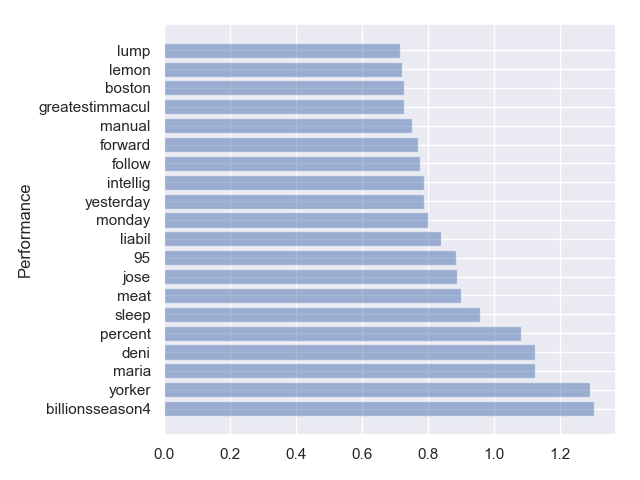 lump
lemon
boston
greatestimmacul
manual
forward
follow
intellig
yesterday
monday
liabil
95
jose
meat
sleep
percent
deni
maria
yorker
billionsseason4
Performance
0.0 0.2 0.4 0.6 0.8 1.0 1.2